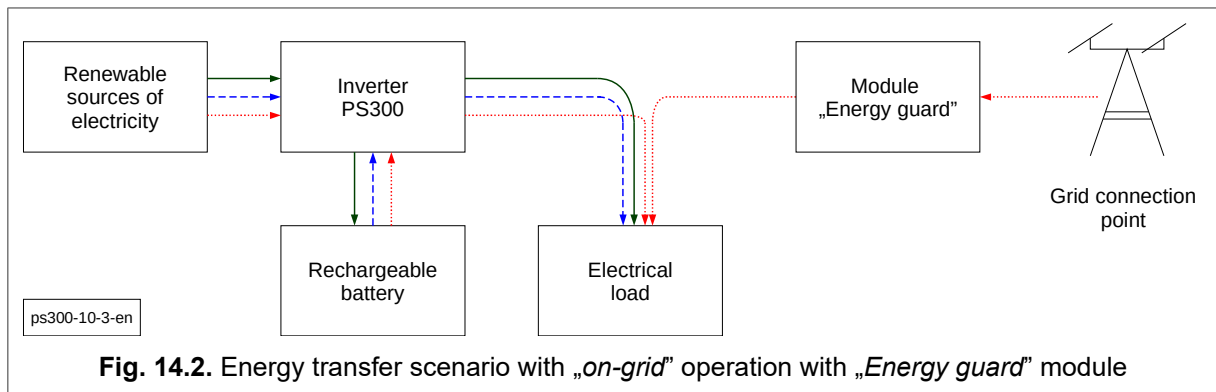 Renewable
sources of
electricity
Inverter
PS300
Module
„Energy guard”
Grid connection
point
Rechargeable
battery
Electrical
load
ps300-10-3-en
Fig. 14.2. Energy transfer scenario with „on-grid” operation with „Energy guard” module